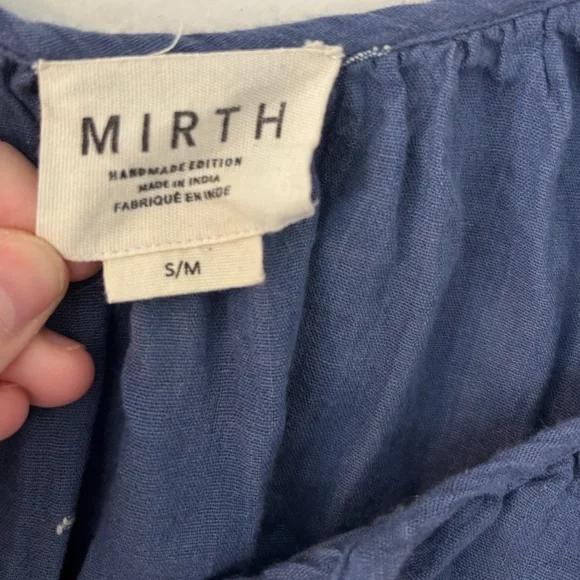 MIRTH
HANDMADE EDITION
MADE IN INDIA
FABRIQUÉ EN INDE
S/M